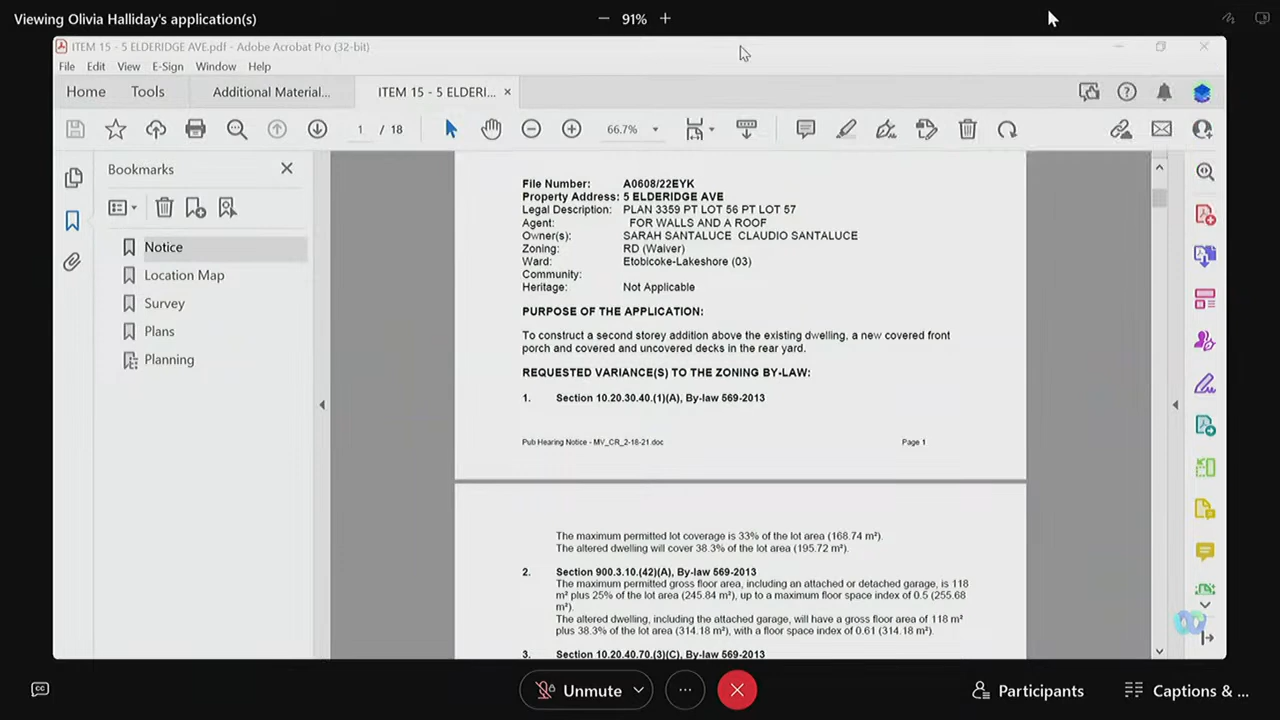 Viewing Olivia Halliday's application(s)
91%
ITEM 15 - 5 ELDERIDGE AVE.pdf - Adobe Acrobat Pro (32-bit)
File Edit View E-Sign Window Help
Home Tools Additional Material... ITEM 15 - 5 ELDERI...
1 / 18 66.7%
Bookmarks
Notice
Location Map
Survey
Plans
Planning
File Number: A0608/22EYK
Property Address: 5 ELDERIDGE AVE
Legal Description: PLAN 3359 PT LOT 56 PT LOT 57
Agent: FOR WALLS AND A ROOF
Owner(s): SARAH SANTALUCE CLAUDIO SANTALUCE
Zoning: RD (Waiver)
Ward: Etobicoke-Lakeshore (03)
Community:
Heritage: Not Applicable
PURPOSE OF THE APPLICATION:
To construct a second storey addition above the existing dwelling, a new covered front
porch and covered and uncovered decks in the rear yard.
REQUESTED VARIANCE(S) TO THE ZONING BY-LAW:
1. Section 10.20.30.40.(1)(A), By-law 569-2013
Pub Hearing Notice - MV_CR_2-18-21.doc Page 1
The maximum permitted lot coverage is 33% of the lot area (168.74 m²).
The altered dwelling will cover 38.3% of the lot area (195.72 m²).
2. Section 900.3.10.(42)(A), By-law 569-2013
The maximum permitted gross floor area, including an attached or detached garage, is 118
m² plus 25% of the lot area (245.84 m²), up to a maximum floor space index of 0.5 (255.68
m²).
The altered dwelling, including the attached garage, will have a gross floor area of 118 m²
plus 38.3% of the lot area (314.18 m²), with a floor space index of 0.61 (314.18 m²).
3. Section 10.20.40.70.(3)(C), By-law 569-2013
Unmute
Participants
Captions & ...